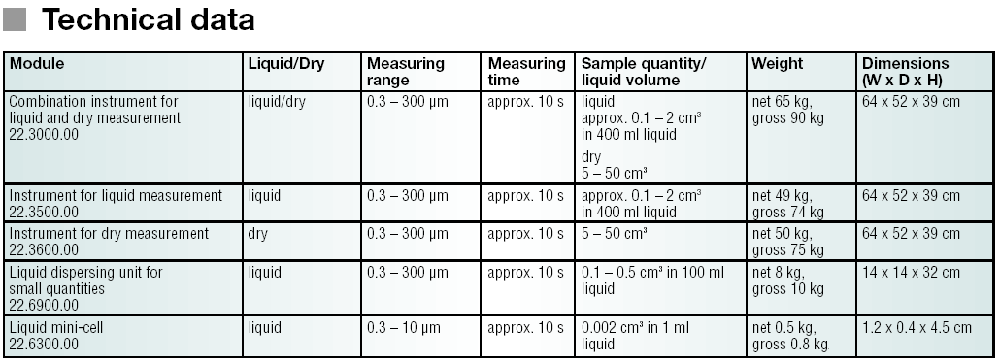 Technical data
Module Liquid/Dry Measuring range Measuring time Sample quantity/ liquid volume Weight Dimensions (W x D x H)
Combination instrument for liquid/dry 0.3 – 300 µm approx. 10 s liquid net 65 kg, 64 x 52 x 39 cm
liquid and dry measurement approx. 0.1 – 2 cm³ gross 90 kg
22.3000.00 in 400 ml liquid
dry
5 – 50 cm³
Instrument for liquid measurement liquid 0.3 – 300 µm approx. 10 s approx. 0.1 – 2 cm³ net 49 kg, 64 x 52 x 39 cm
22.3500.00 in 400 ml liquid gross 74 kg
Instrument for dry measurement dry 0.3 – 300 µm approx. 10 s 5 – 50 cm³ net 50 kg, 64 x 52 x 39 cm
22.3600.00 gross 75 kg
Liquid dispersing unit for liquid 0.3 – 300 µm approx. 10 s 0.1 – 0.5 cm³ in 100 ml net 8 kg, 14 x 14 x 32 cm
small quantities liquid gross 10 kg
22.6900.00
Liquid mini-cell liquid 0.3 – 10 µm approx. 10 s 0.002 cm³ in 1 ml net 0.5 kg, 1.2 x 0.4 x 4.5 cm
22.6300.00 liquid gross 0.8 kg